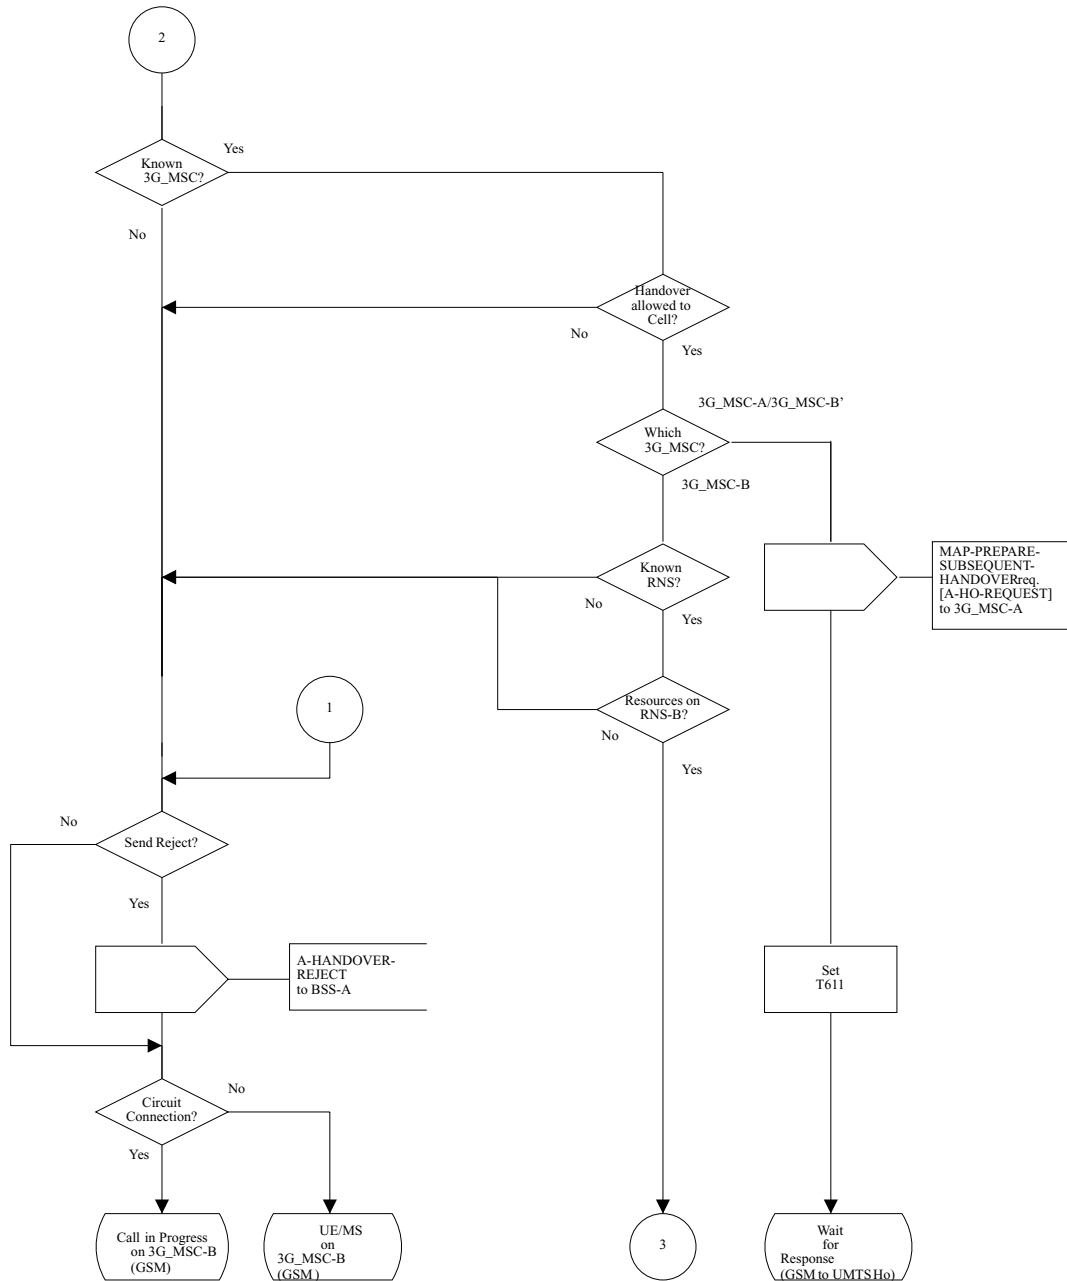 2
Known
3G_MSC?
Yes
No
Handover
allowed to
Cell?
No
Yes
3G_MSC-A/3G_MSC-B’
Which
3G_MSC?
3G_MSC-B
Known
RNS?
No
Yes
MAP-PREPARE-
SUBSEQUENT-
HANDOVERreq.
[A-HO-REQUEST]
to 3G_MSC-A
Resources on
RNS-B?
No
Yes
1
No
Send Reject?
Yes
A-HANDOVER-
REJECT
to BSS-A
Set
T611
Circuit
Connection?
No
Yes
Call in Progress
on 3G_MSC-B
(GSM)
UE/MS
on
3G_MSC-B
(GSM )
3
Wait
for
Response
(GSM to UMTS Ho)